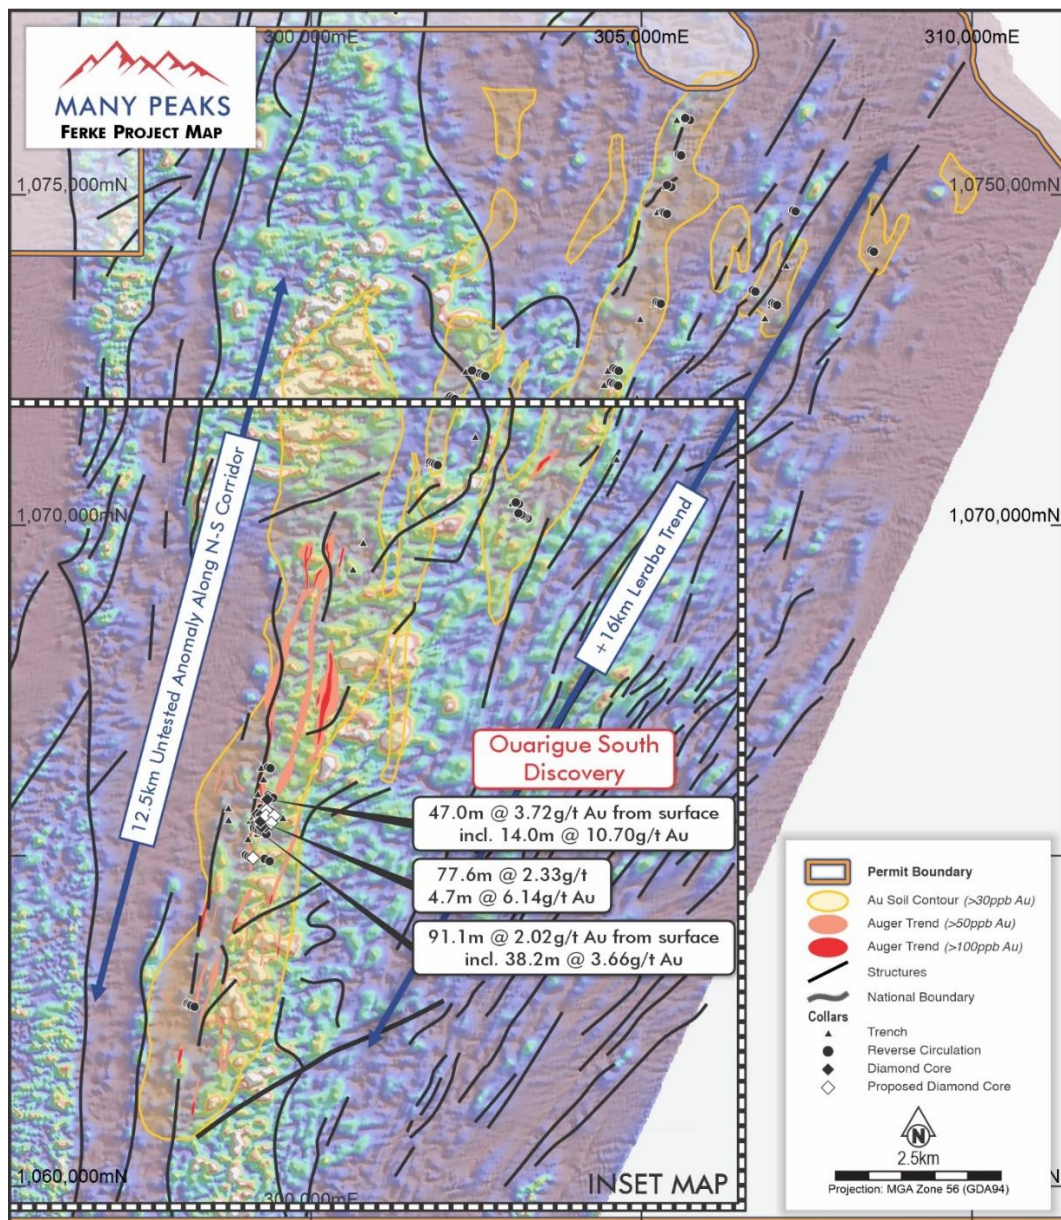 300,000mE
305,000mE
310,000mE
MANY PEAKS
FERKE PROJECT MAP
1,075,000mN
1,0750,00mN
12.5km Untested Anomaly Along N-S Corridor
1,070,000mN
1,070,000mN
+16km Leraba Trend
Ouarigue South
Discovery
47.0m @ 3.72g/t Au from surface
incl. 14.0m @ 10.70g/t Au
77.6m @ 2.33g/t
4.7m @ 6.14g/t Au
91.1m @ 2.02g/t Au from surface
incl. 38.2m @ 3.66g/t Au
Permit Boundary
Au Soil Contour (>30ppb Au)
Auger Trend (>50ppb Au)
Auger Trend (>100ppb Au)
Structures
National Boundary
Collars
Trench
Reverse Circulation
Diamond Core
Proposed Diamond Core
N
2.5km
Projection: MGA Zone 56 (GDA94)
1,060,000mN
300,000mE
INSET MAP